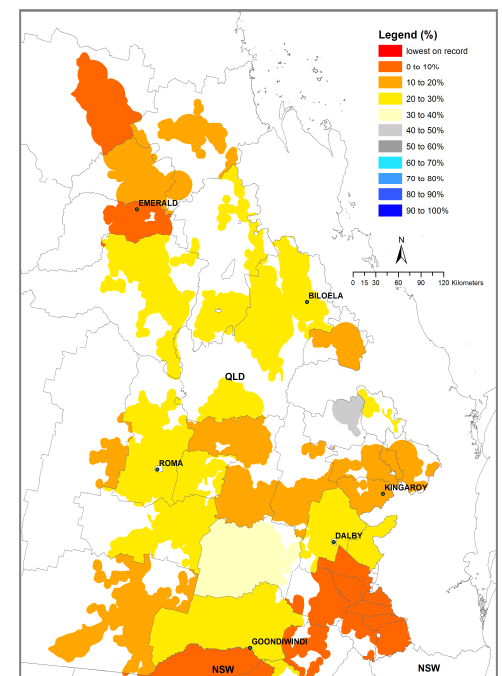 Legend (%)
lowest on record
0 to 10%
10 to 20%
20 to 30%
30 to 40%
40 to 50%
50 to 60%
60 to 70%
70 to 80%
80 to 90%
90 to 100%
N
0 15 30 60 90 120 Kilometers
EMERALD
BILOELA
QLD
ROMA
KINGAROY
DALBY
GOONDIWINDI
NSW NSW